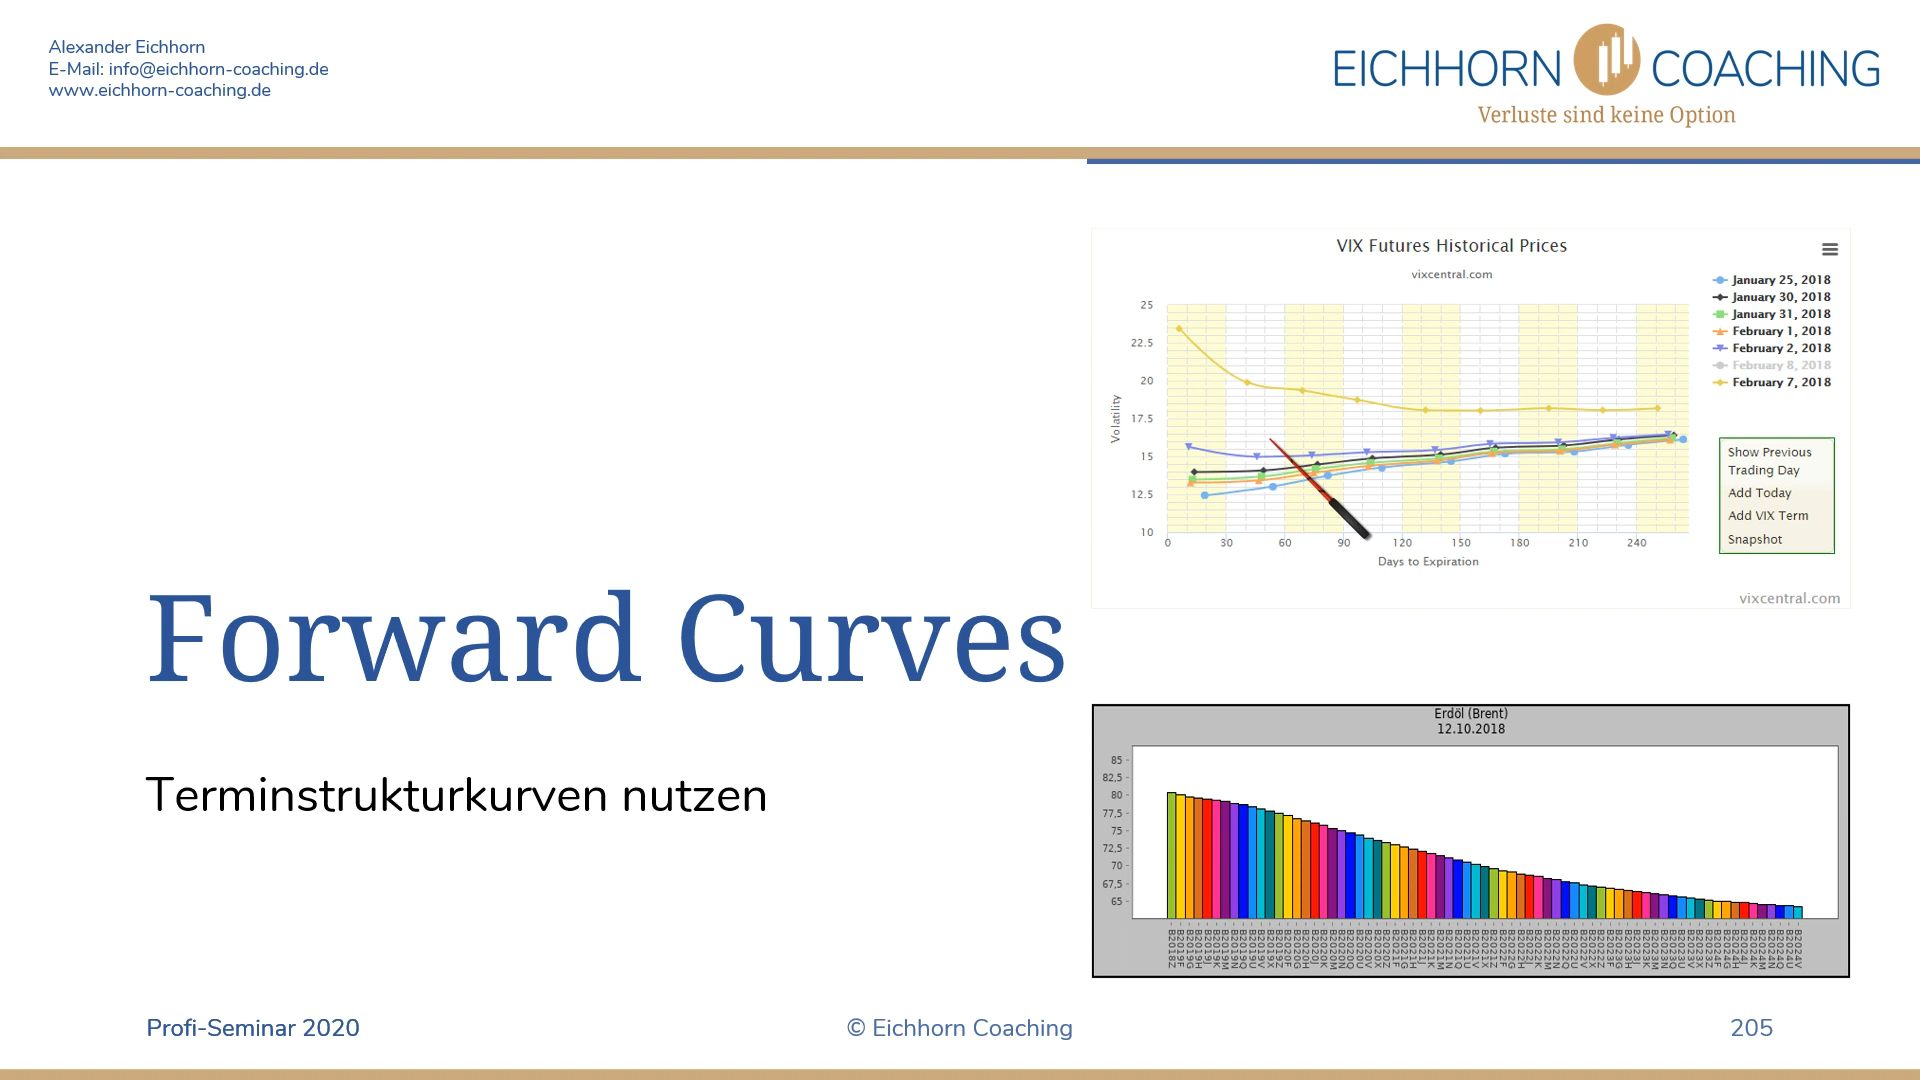 Alexander Eichhorn
E-Mail: info@eichhorn-coaching.de
www.eichhorn-coaching.de
EICHHORN COACHING
Verluste sind keine Option
VIX Futures Historical Prices
vixcentral.com
January 25, 2018
January 30, 2018
January 31, 2018
February 1, 2018
February 2, 2018
February 8, 2018
February 7, 2018
25
22.5
20
17.5
15
12.5
10
Volatility
0 30 60 90 120 150 180 210 240
Days to Expiration
Show Previous
Trading Day
Add Today
Add VIX Term
Snapshot
vixcentral.com
Forward Curves
Terminstrukturkurven nutzen
Erdöl (Brent)
12.10.2018
85
82,5
80
77,5
75
72,5
70
67,5
65
Profi-Seminar 2020
© Eichhorn Coaching
205